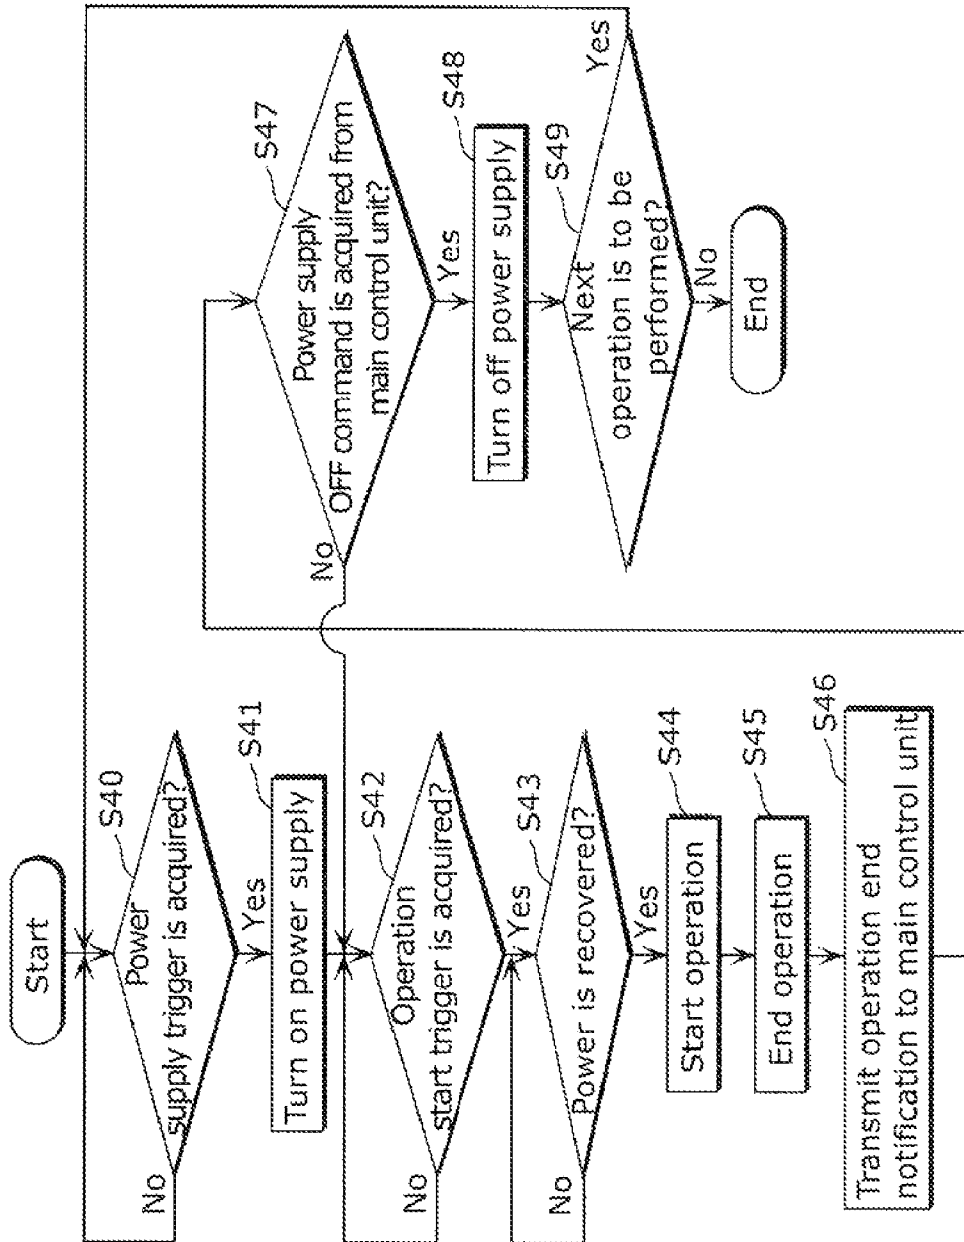 Start
S40
Power
supply trigger is acquired?
No
Yes
S41
Turn on power supply
S42
Operation
start trigger is acquired?
No
Yes
S43
Power is recovered?
No
Yes
S44
Start operation
S45
End operation
S46
Transmit operation end
notification to main control unit
S47
Power supply
OFF command is acquired from
main control unit?
No
Yes
S48
Turn off power supply
S49
Next
operation is to be
performed?
Yes
No
End